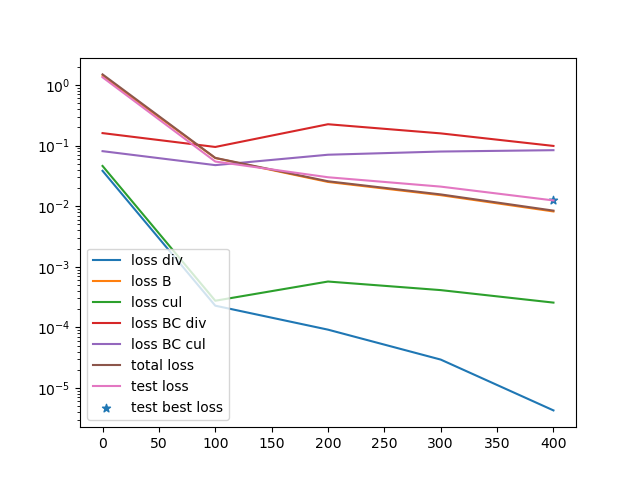 10⁰
10⁻¹
10⁻²
10⁻³
10⁻⁴
10⁻⁵
loss div
loss B
loss cul
loss BC div
loss BC cul
total loss
test loss
test best loss
0 50 100 150 200 250 300 350 400